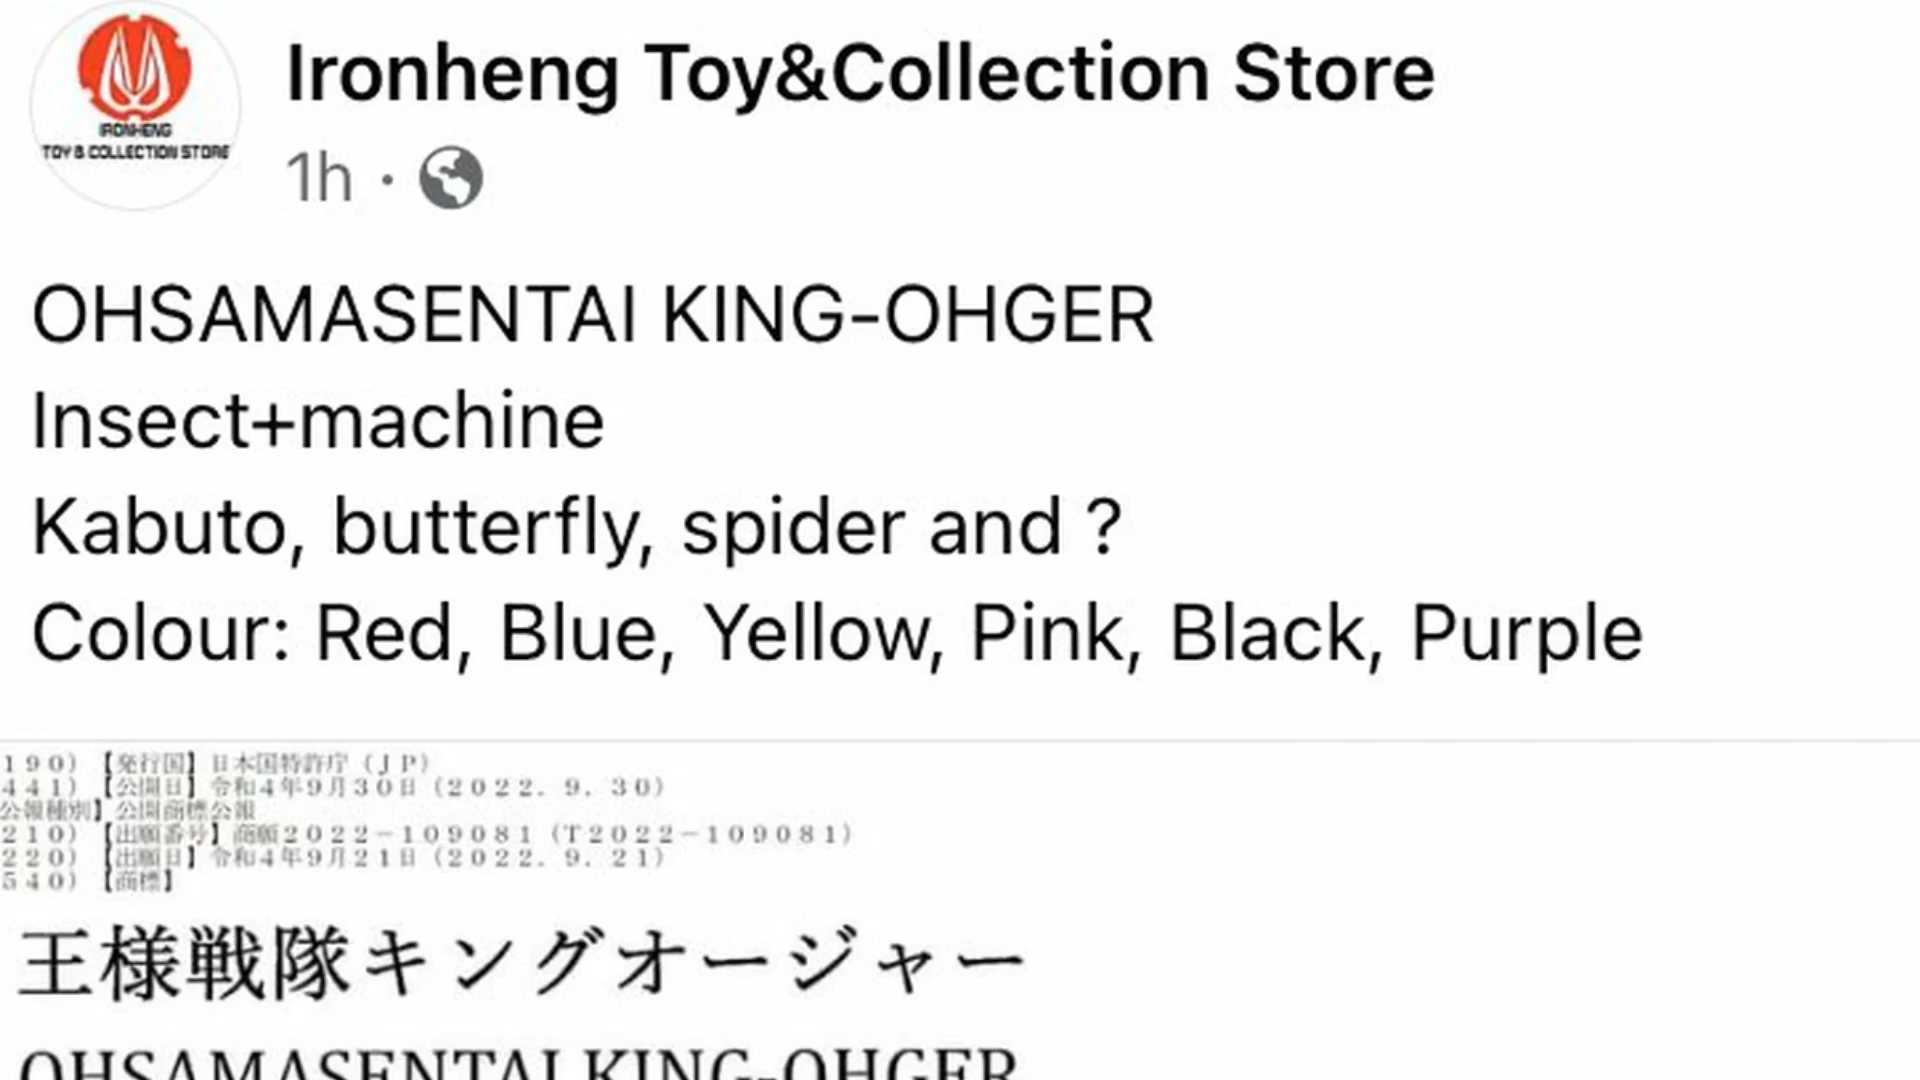 IRONHENG
TOY & COLLECTION STORE
Ironheng Toy&Collection Store
1h ·
OHSAMASENTAI KING-OHGER
Insect+machine
Kabuto, butterfly, spider and ?
Colour: Red, Blue, Yellow, Pink, Black, Purple
190)【発行国】日本国特許庁(JP)
441)【公開日】令和4年9月30日(2022.9.30)
公報種別】公開商標公報
210)【出願番号】商願2022-109081(T2022-109081)
220)【出願日】令和4年9月21日(2022.9.21)
540)【商標】
王様戦隊キングオージャー
OHSAMASENTAI KING-OHGER